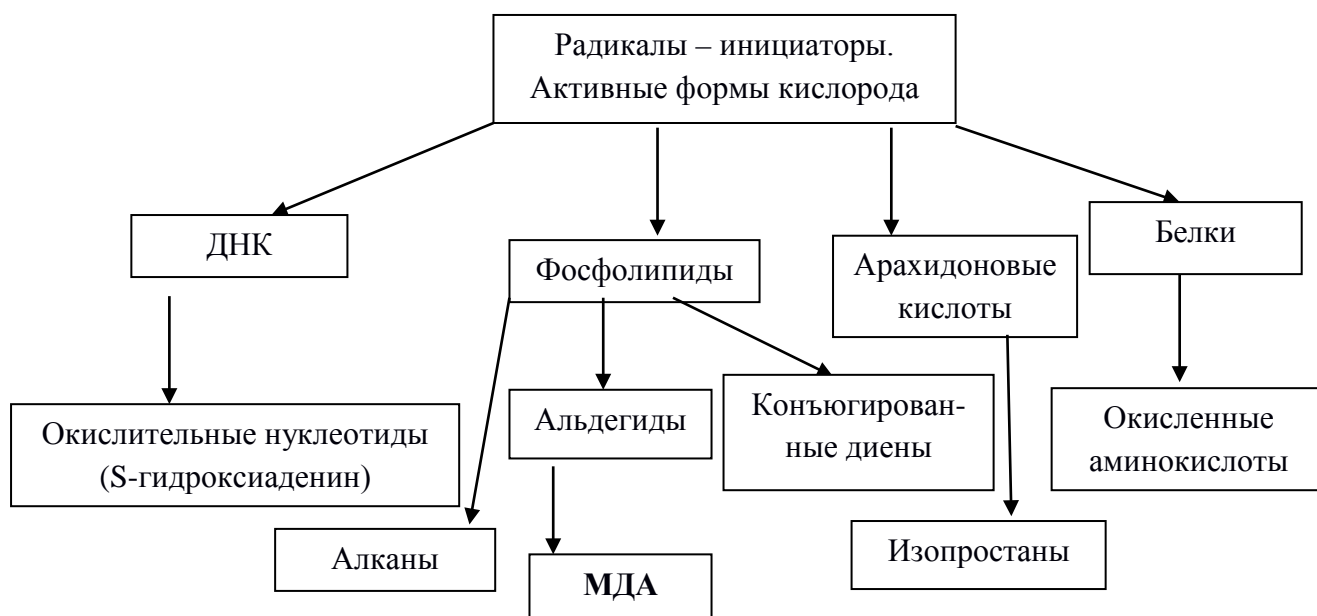 Радикалы – инициаторы.
Активные формы кислорода
ДНК
Фосфолипиды
Арахидоновые
кислоты
Белки
Окислительные нуклеотиды
(S-гидроксиаденин)
Альдегиды
Конъюгирован-
ные диены
Окисленные
аминокислоты
Алканы
МДА
Изопростаны